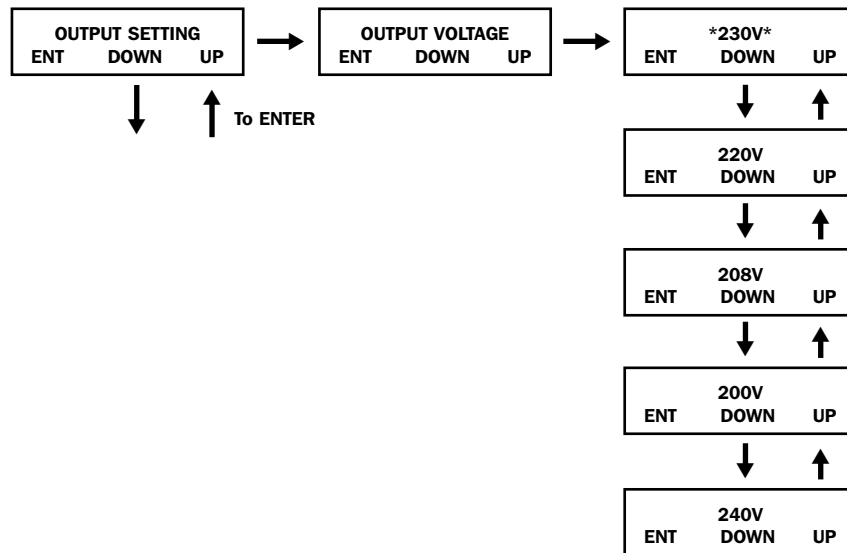 OUTPUT SETTING
ENT DOWN UP
To ENTER
OUTPUT VOLTAGE
ENT DOWN UP
*230V*
ENT DOWN UP
220V
ENT DOWN UP
208V
ENT DOWN UP
200V
ENT DOWN UP
240V
ENT DOWN UP